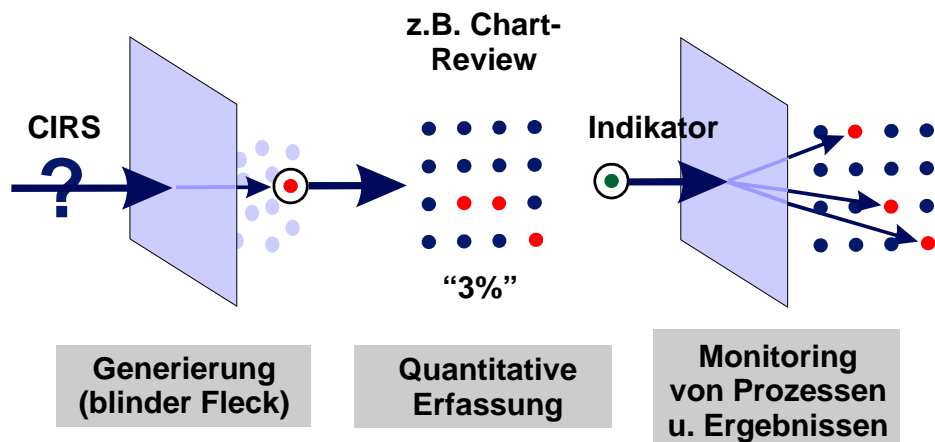 z.B. Chart-
Review
CIRS
?
Indikator
“3%”
Generierung
(blinder Fleck)
Quantitative
Erfassung
Monitoring
von Prozessen
u. Ergebnissen